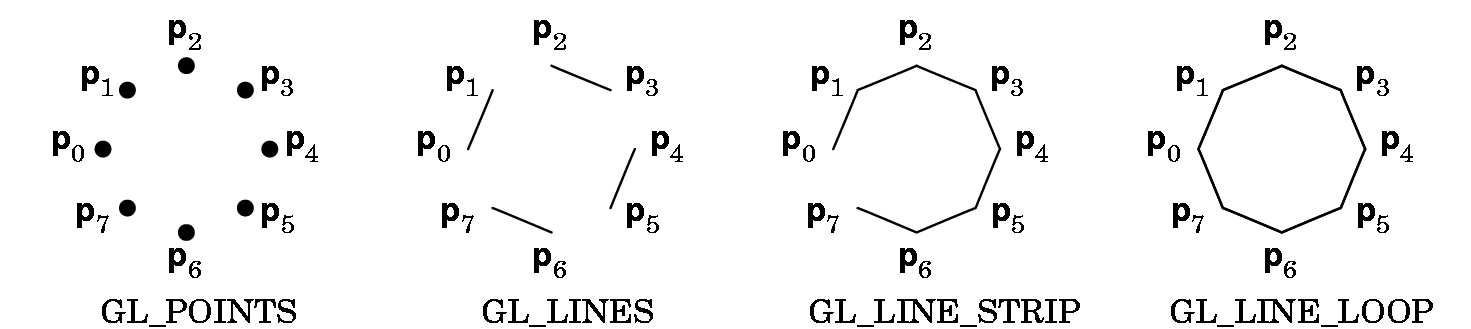 p2 p2 p2 p2
p1 p3 p1 p3 p1 p3 p1 p3
p0 p4 p0 p4 p0 p4 p0 p4
p7 p5 p7 p5 p7 p5 p7 p5
p6 p6 p6 p6
GL_POINTS GL_LINES GL_LINE_STRIP GL_LINE_LOOP